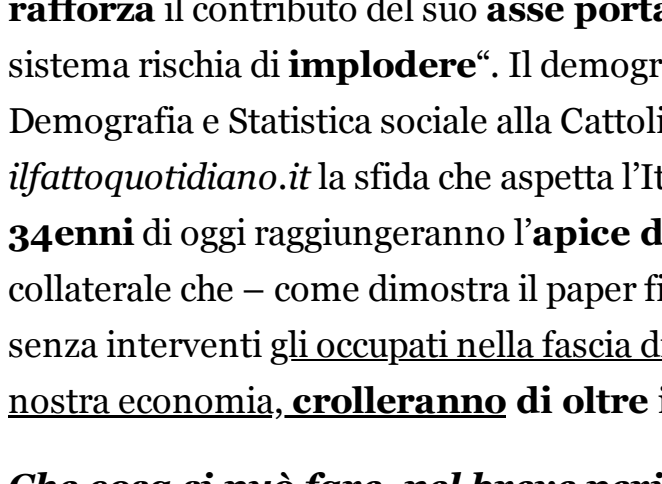 rafforza il contributo del suo asse porta
sistema rischia di implodere“. Il demogr
Demografia e Statistica sociale alla Cattoli
ilfattoquotidiano.it la sfida che aspetta l’It
34enni di oggi raggiungeranno l’apice d
collaterale che – come dimostra il paper fi
senza interventi gli occupati nella fascia di
nostra economia, crolleranno di oltre i
Che cosa si può fare, nel breve peri